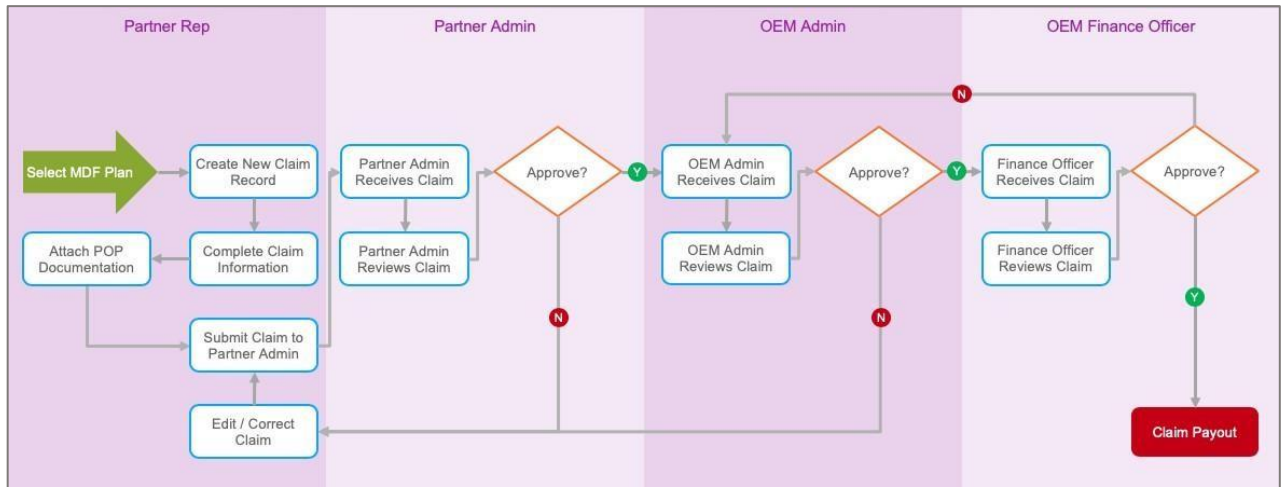 Partner Rep
Partner Admin
OEM Admin
OEM Finance Officer
N
Select MDF Plan
Create New Claim
Record
Partner Admin
Receives Claim
Approve?
Y
OEM Admin
Receives Claim
Approve?
Y
Finance Officer
Receives Claim
Approve?
Attach POP
Documentation
Complete Claim
Information
Partner Admin
Reviews Claim
OEM Admin
Reviews Claim
Finance Officer
Reviews Claim
Y
N
N
Submit Claim to
Partner Admin
Edit / Correct
Claim
Claim Payout